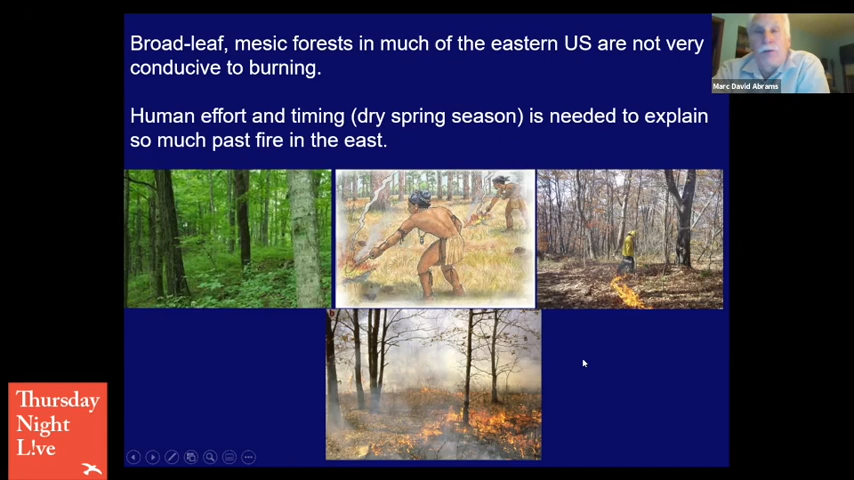 Broad-leaf, mesic forests in much of the eastern US are not very
conducive to burning.
Human effort and timing (dry spring season) is needed to explain
so much past fire in the east.
Marc David Abrams
b
Thursday
Night
L!ve